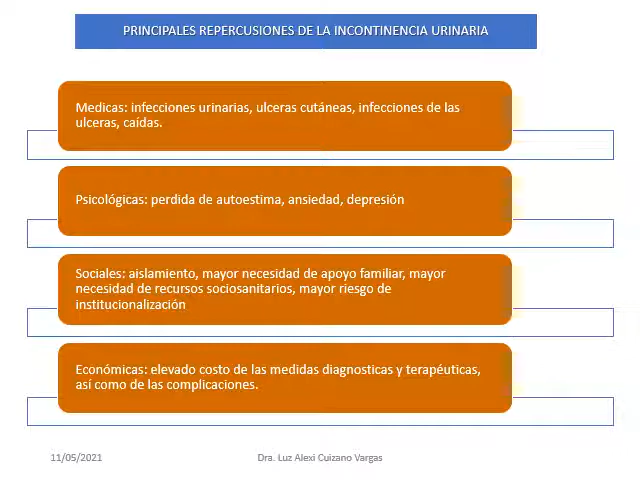 PRINCIPALES REPERCUSIONES DE LA INCONTINENCIA URINARIA
Medicas: infecciones urinarias, ulceras cutáneas, infecciones de las
ulceras, caídas.
Psicológicas: perdida de autoestima, ansiedad, depresión
Sociales: aislamiento, mayor necesidad de apoyo familiar, mayor
necesidad de recursos sociosanitarios, mayor riesgo de
institucionalización
Económicas: elevado costo de las medidas diagnosticas y terapéuticas,
así como de las complicaciones.
11/05/2021
Dra. Luz Alexi Cuizano Vargas